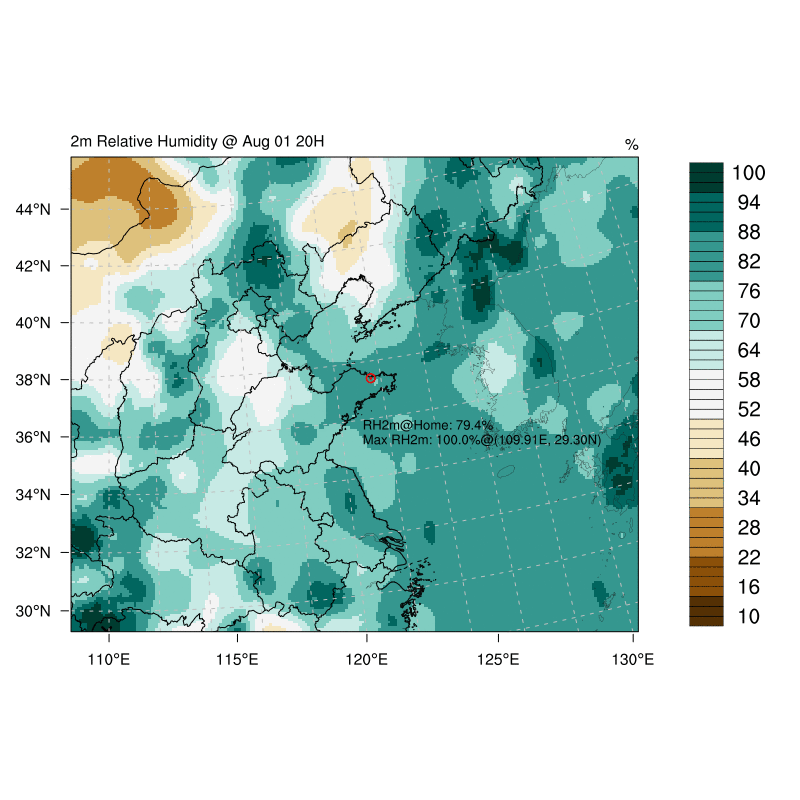 2m Relative Humidity @ Aug 01 20H
%
44°N
42°N
40°N
38°N
36°N
34°N
32°N
30°N
110°E
115°E
120°E
125°E
130°E
RH2m@Home: 79.4%
Max RH2m: 100.0%@(109.91E, 29.30N)
100
94
88
82
76
70
64
58
52
46
40
34
28
22
16
10